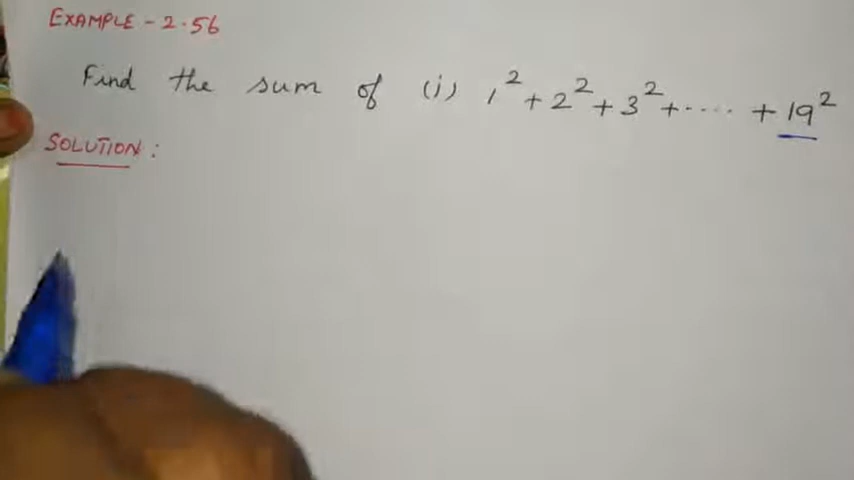 EXAMPLE - 2.56
Find the sum of (i) 1² + 2² + 3² + ..... + 19²
SOLUTION :